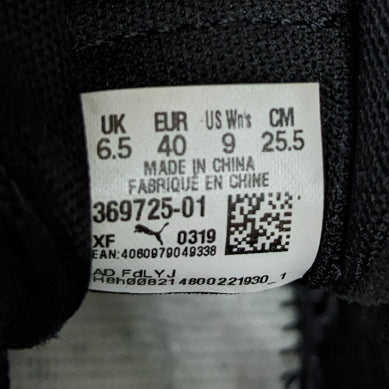 UK EUR US Wn's CM
6.5 40 9 25.5
MADE IN CHINA
FABRIQUÉ EN CHINE
369725-01
XF 0319
EAN: 4060979049338
AD FdLYJ
H8h008214800221930_1